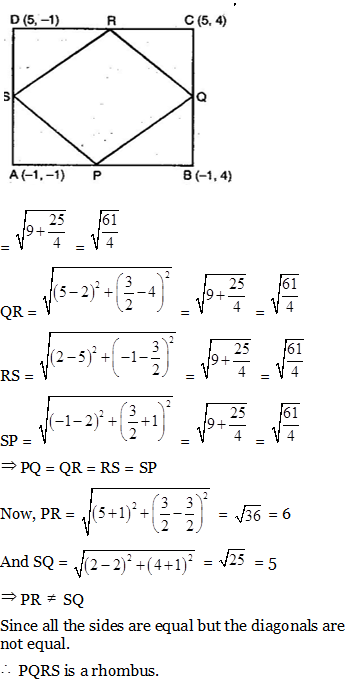 D (5, –1) R C (5, 4)
S Q
A (–1, –1) P B (–1, 4)
= √(9 + 25/4) = √(61/4)
QR = √((5–2)² + (3/2 – 4)²) = √(9 + 25/4) = √(61/4)
RS = √((2–5)² + (–1 – 3/2)²) = √(9 + 25/4) = √(61/4)
SP = √((–1–2)² + (3/2 + 1)²) = √(9 + 25/4) = √(61/4)
⇒ PQ = QR = RS = SP
Now, PR = √((5+1)² + (3/2 – 3/2)²) = √36 = 6
And SQ = √((2–2)² + (4+1)²) = √25 = 5
⇒ PR ≠ SQ
Since all the sides are equal but the diagonals are
not equal.
∴ PQRS is a rhombus.